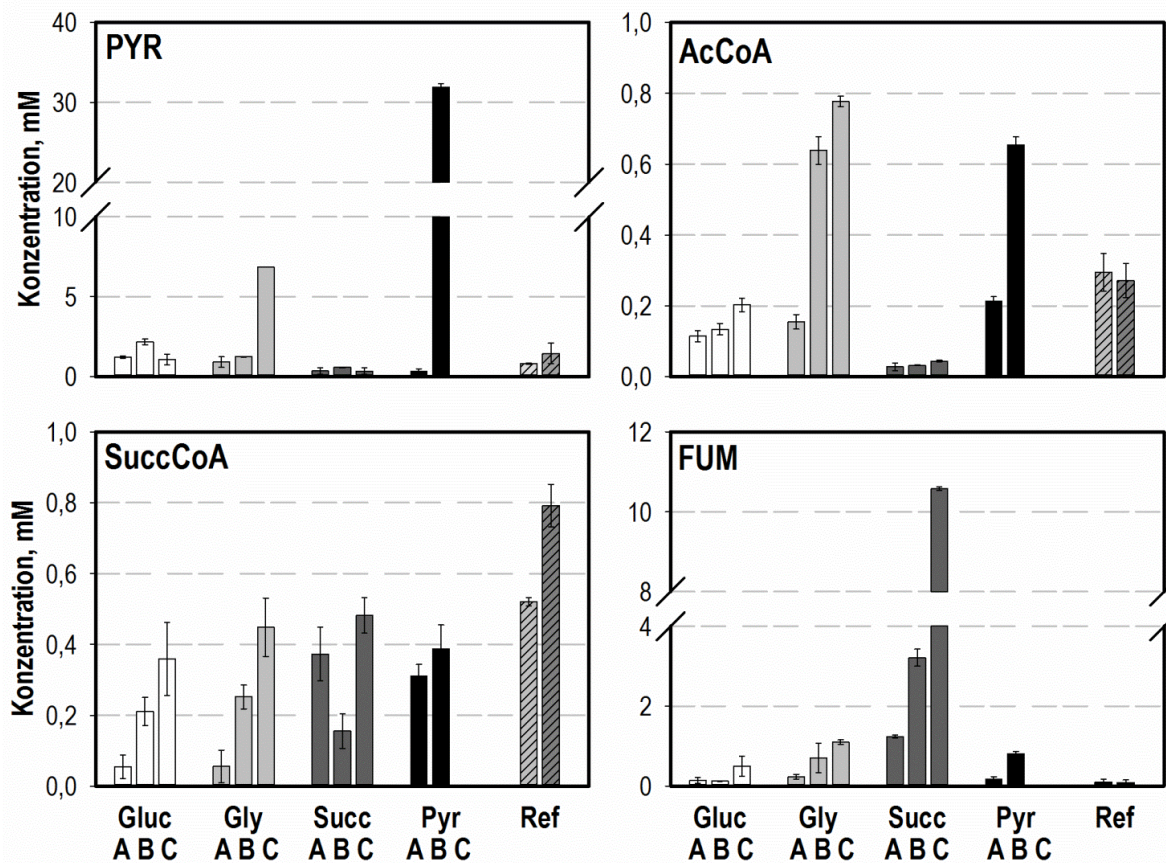 PYR
AcCoA
40
30
20
10
5
0
1,0
0,8
0,6
0,4
0,2
0,0
Konzentration, mM
SuccCoA
FUM
1,0
0,8
0,6
0,4
0,2
0,0
12
10
8
4
2
0
Konzentration, mM
Gluc Gly Succ Pyr Ref
A B C A B C A B C A B C
Gluc Gly Succ Pyr Ref
A B C A B C A B C A B C